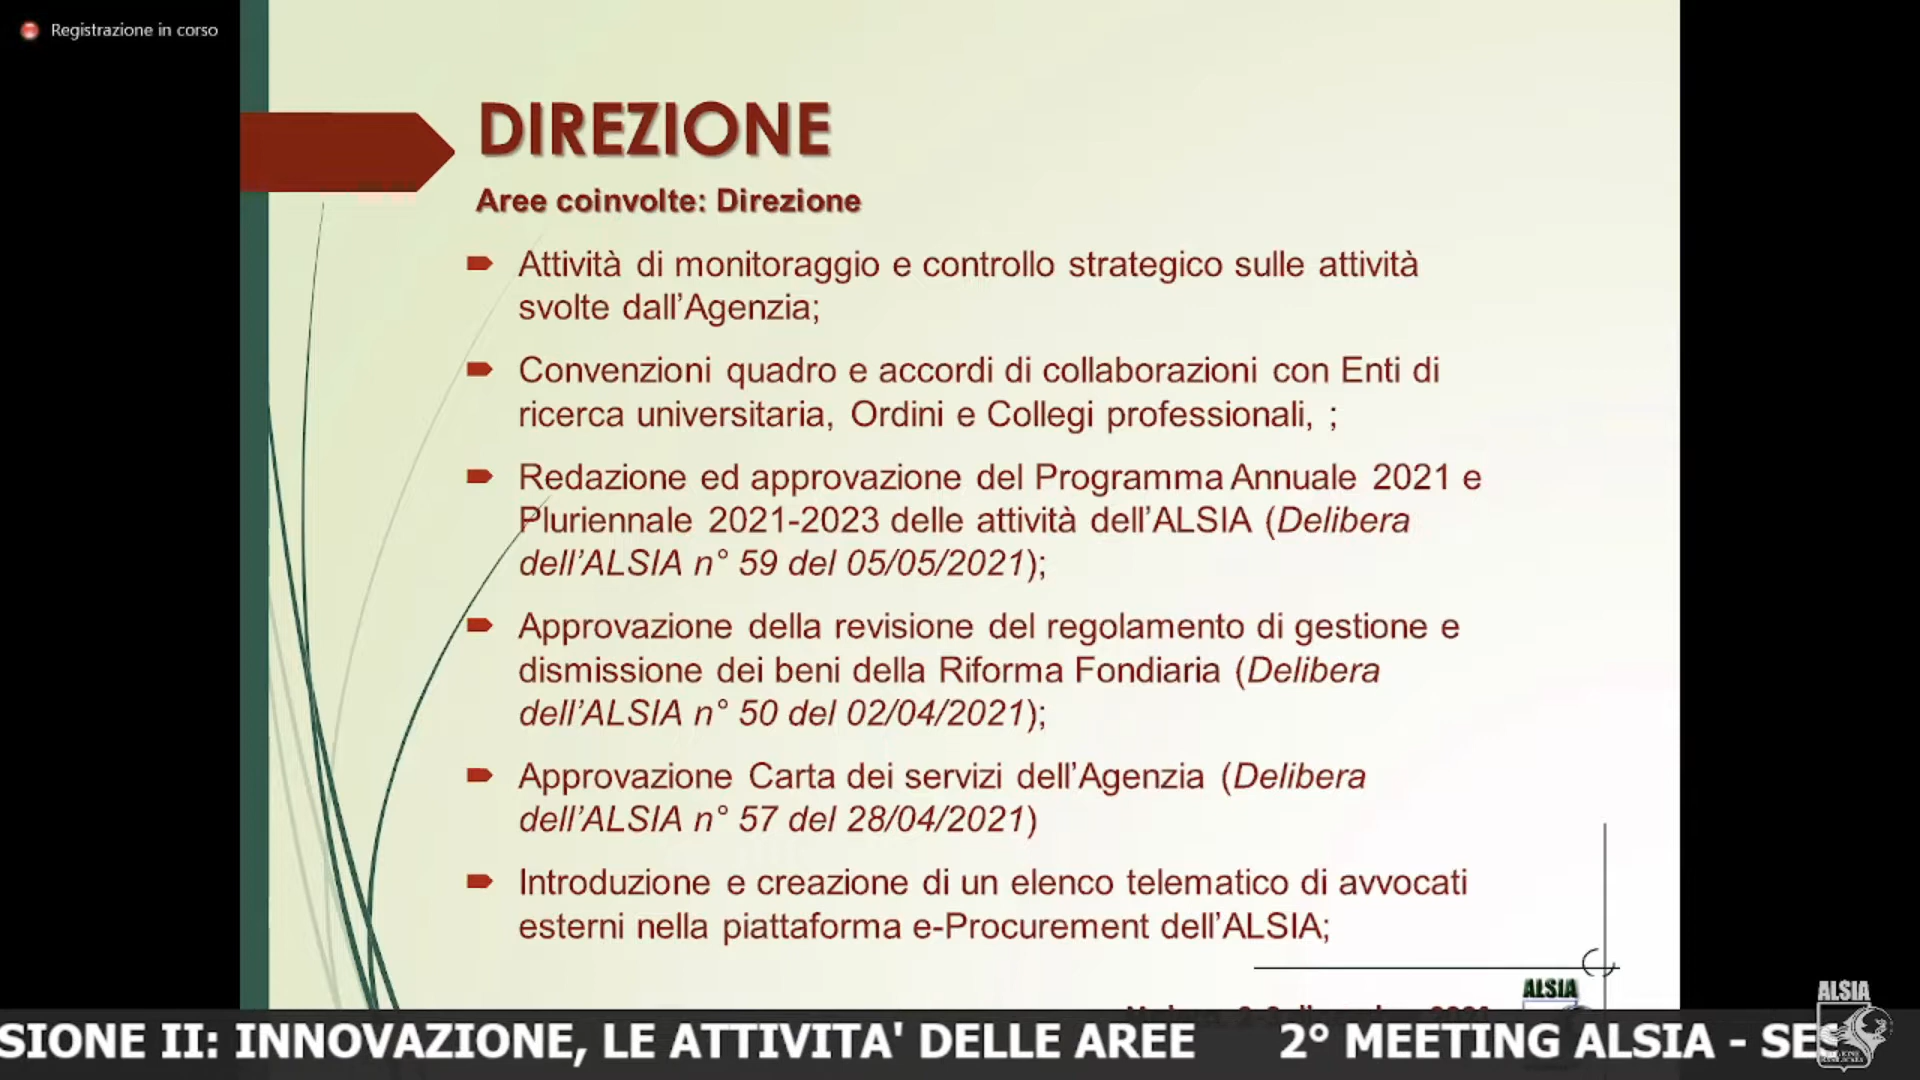 Registrazione in corso
DIREZIONE
Aree coinvolte: Direzione
Attività di monitoraggio e controllo strategico sulle attività
svolte dall’Agenzia;
Convenzioni quadro e accordi di collaborazioni con Enti di
ricerca universitaria, Ordini e Collegi professionali, ;
Redazione ed approvazione del Programma Annuale 2021 e
Pluriennale 2021-2023 delle attività dell’ALSIA (Delibera
dell’ALSIA n° 59 del 05/05/2021);
Approvazione della revisione del regolamento di gestione e
dismissione dei beni della Riforma Fondiaria (Delibera
dell’ALSIA n° 50 del 02/04/2021);
Approvazione Carta dei servizi dell’Agenzia (Delibera
dell’ALSIA n° 57 del 28/04/2021)
Introduzione e creazione di un elenco telematico di avvocati
esterni nella piattaforma e-Procurement dell’ALSIA;
ALSIA
ALSIA
SIONE II: INNOVAZIONE, LE ATTIVITA' DELLE AREE 2° MEETING ALSIA - SES